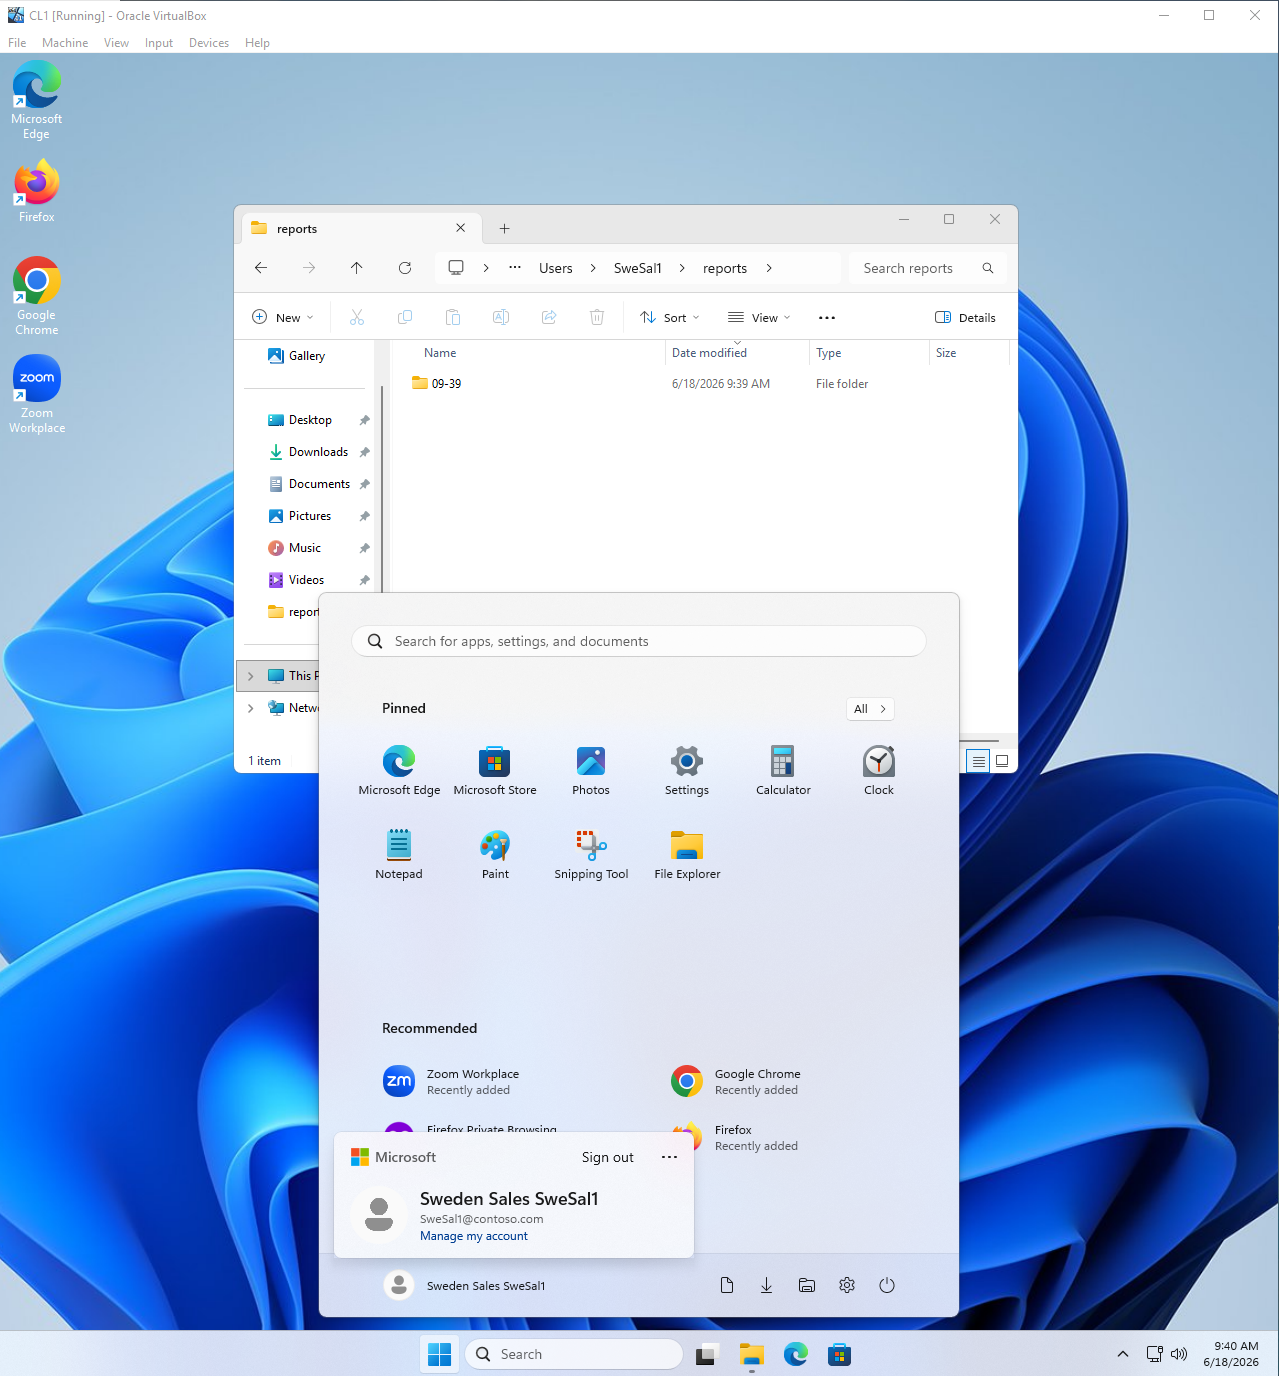 CL1 [Running] - Oracle VirtualBox
File Machine View Input Devices Help
Microsoft Edge
Firefox
Google Chrome
zoom
Zoom Workplace
reports
Users SweSal1 reports
Search reports
New
Sort
View
Details
Gallery
Desktop
Downloads
Documents
Pictures
Music
Videos
Name Date modified Type Size
09-39 6/18/2026 9:39 AM File folder
1 item
Search for apps, settings, and documents
Pinned
All
Microsoft Edge Microsoft Store Photos Settings Calculator Clock
Notepad Paint Snipping Tool File Explorer
Recommended
zm
Zoom Workplace
Recently added
Google Chrome
Recently added
Firefox Private Browsing
Firefox
Recently added
Microsoft
Sign out
Sweden Sales SweSal1
SweSal1@contoso.com
Manage my account
Sweden Sales SweSal1
Search
9:40 AM
6/18/2026